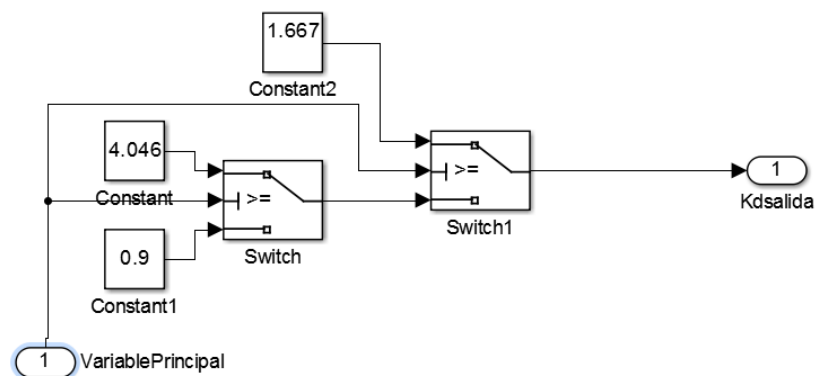 1.667
Constant2
4.046
Constant
>=
Switch
0.9
Constant1
>=
Switch1
1
Kdsalida
1
VariablePrincipal